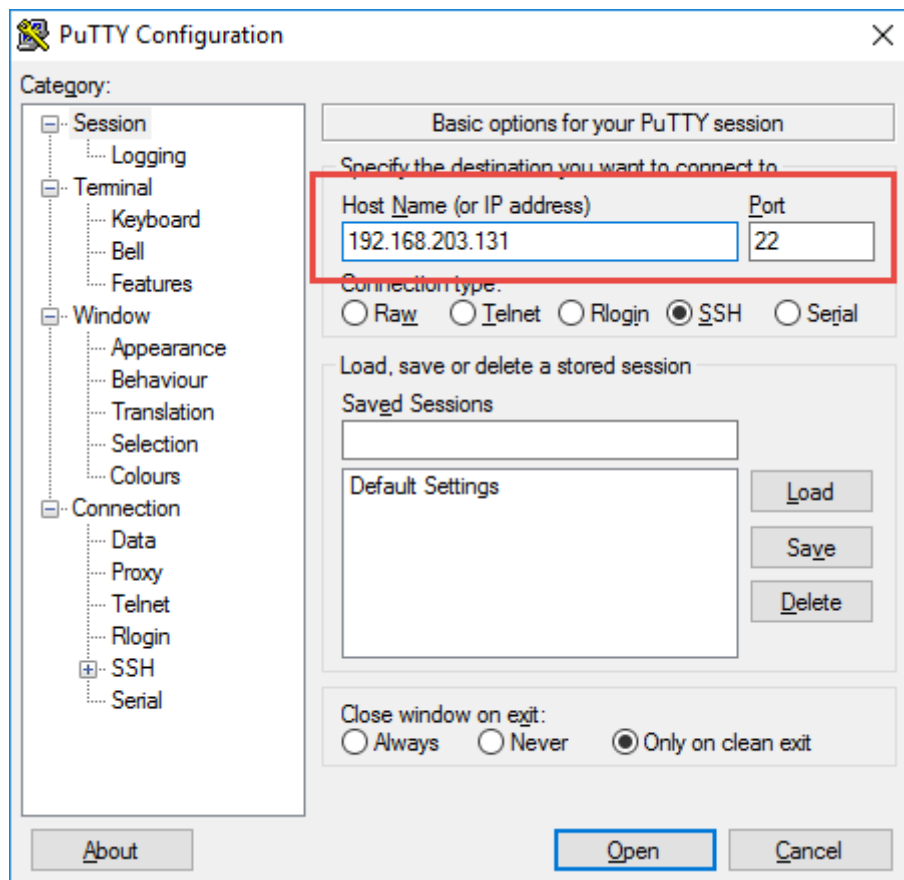 PuTTY Configuration
Category:
Session
Logging
Terminal
Keyboard
Bell
Features
Window
Appearance
Behaviour
Translation
Selection
Colours
Connection
Data
Proxy
Telnet
Rlogin
SSH
Serial
Basic options for your PuTTY session
Specify the destination you want to connect to
Host Name (or IP address) Port
192.168.203.131 22
Connection type:
Raw Telnet Rlogin SSH Serial
Load, save or delete a stored session
Saved Sessions
Default Settings
Load
Save
Delete
Close window on exit:
Always Never Only on clean exit
About Open Cancel